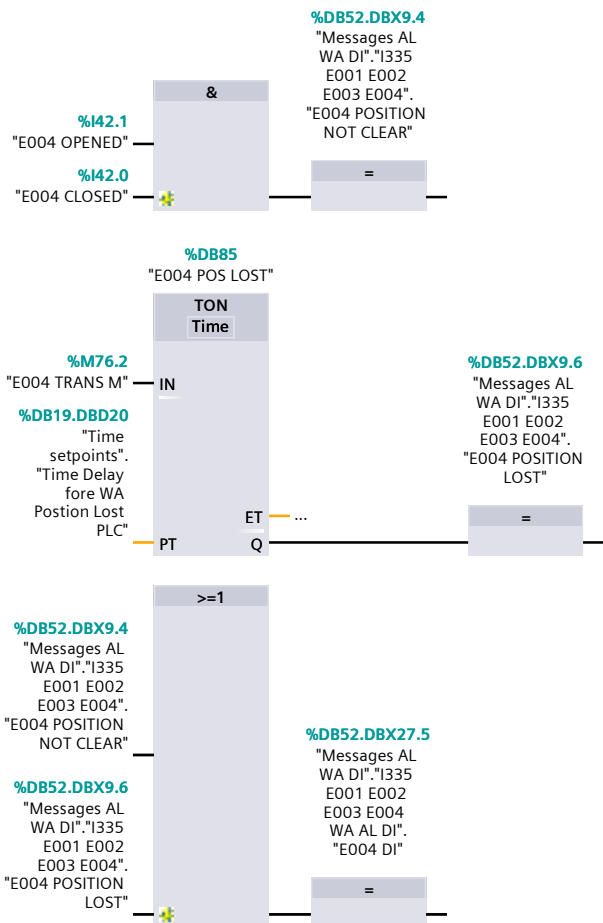 %DB52.DBX9.4
"Messages AL
WA DI"."I335
E001 E002
E003 E004".
"E004 POSITION
NOT CLEAR"
&
%I42.1
"E004 OPENED"
%I42.0
"E004 CLOSED"
=
%DB85
"E004 POS LOST"
TON
Time
%M76.2
"E004 TRANS M"
IN
%DB19.DBD20
"Time
setpoints".
"Time Delay
fore WA
Postion Lost
PLC"
PT
ET
...
Q
%DB52.DBX9.6
"Messages AL
WA DI"."I335
E001 E002
E003 E004".
"E004 POSITION
LOST"
=
>=1
%DB52.DBX9.4
"Messages AL
WA DI"."I335
E001 E002
E003 E004".
"E004 POSITION
NOT CLEAR"
%DB52.DBX9.6
"Messages AL
WA DI"."I335
E001 E002
E003 E004".
"E004 POSITION
LOST"
%DB52.DBX27.5
"Messages AL
WA DI"."I335
E001 E002
E003 E004
WA AL DI".
"E004 DI"
=